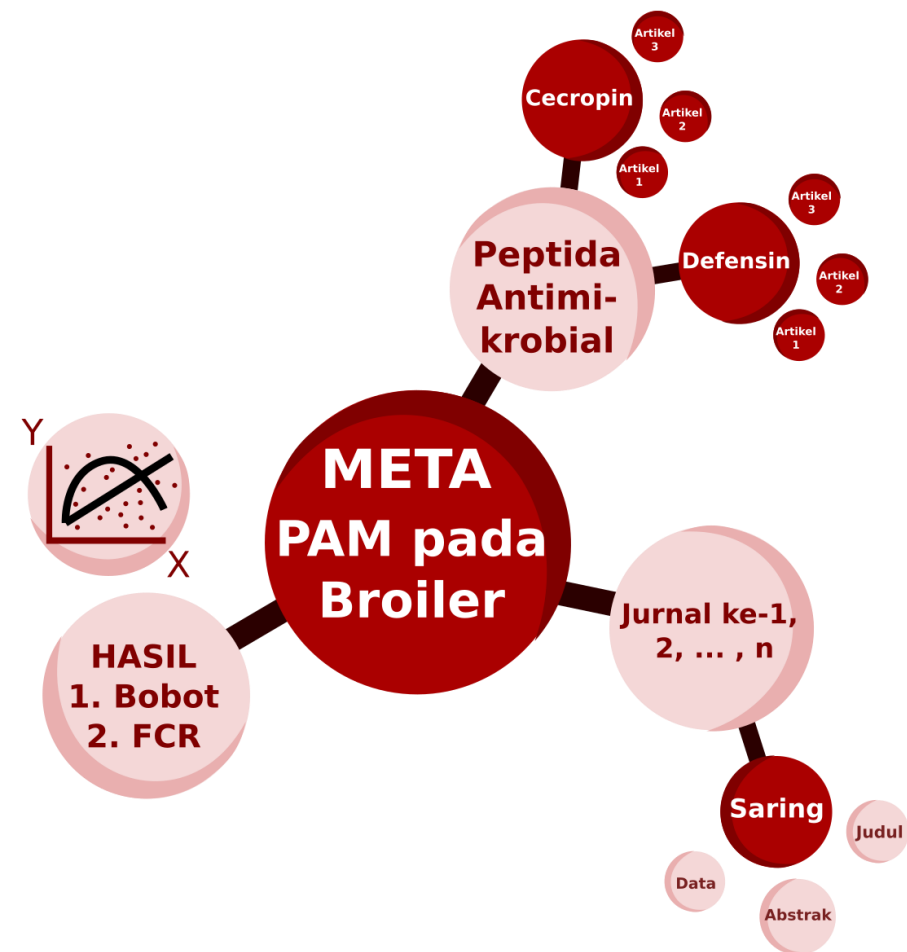 Artikel
3
Cecropin
Artikel
2
Artikel
1
Peptida
Antimi-
krobial
Defensin
Artikel
3
Artikel
2
Artikel
1
META
PAM pada
Broiler
Y
X
HASIL
1. Bobot
2. FCR
Jurnal ke-1,
2, ... , n
Saring
Judul
Data
Abstrak